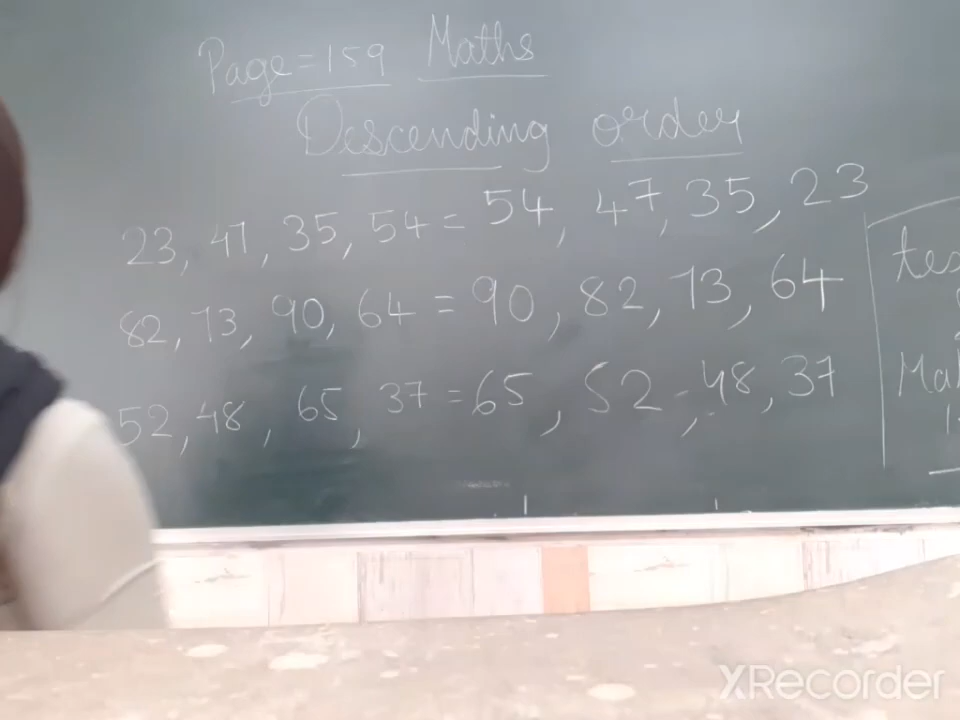 Page=159 Maths
Descending order
23, 47, 35, 54 = 54, 47, 35, 23
82, 73, 90, 64 = 90, 82, 73, 64
52, 48, 65, 37 = 65, 52, 48, 37
XRecorder